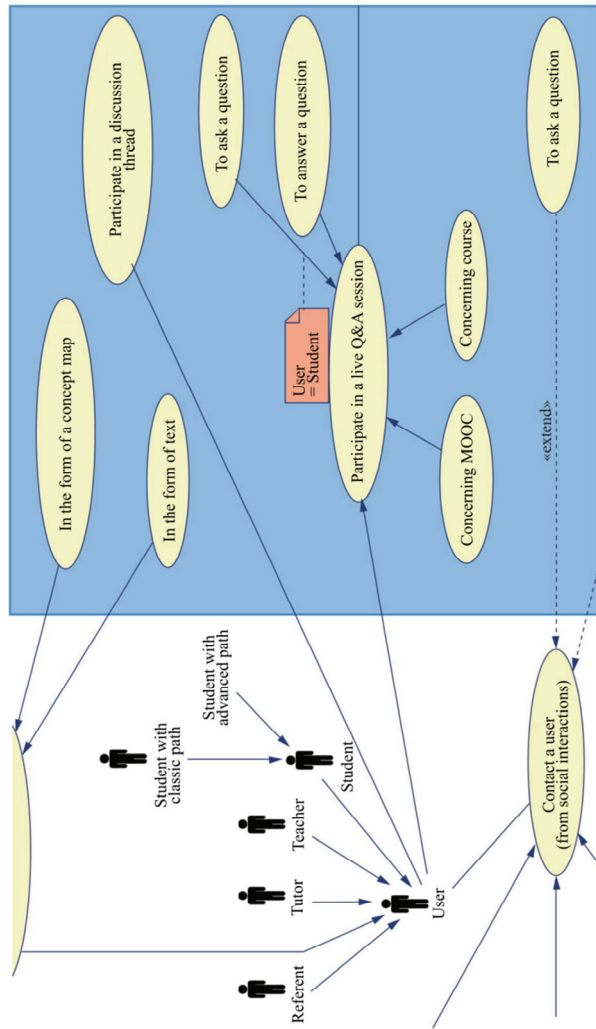 In the form of a concept map
In the form of text
Participate in a discussion
thread
To ask a question
To answer a question
User
= Student
Participate in a live Q&A session
Concerning MOOC
Concerning course
«extend»
To ask a question
Student with
classic path
Student with
advanced path
Referent
Tutor
Teacher
Student
User
Contact a user
(from social interactions)